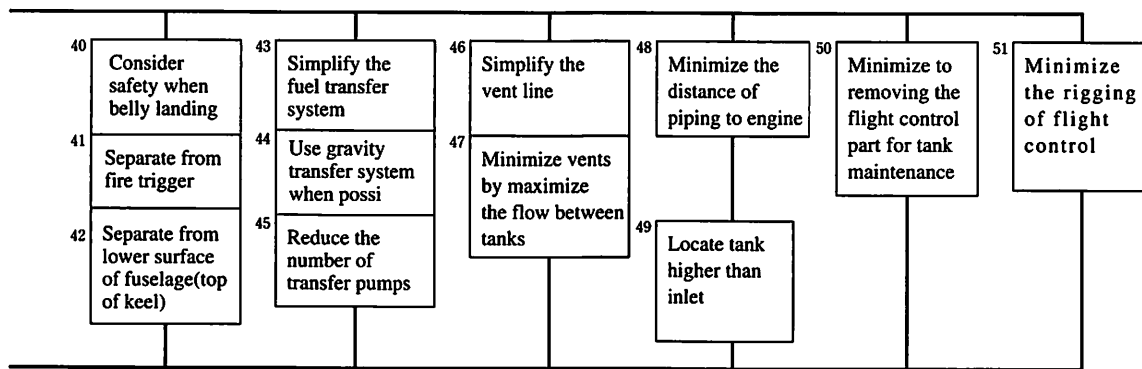 40
Consider
safety when
belly landing
41
Separate from
fire trigger
42
Separate from
lower surface
of fuselage(top
of keel)
43
Simplify the
fuel transfer
system
44
Use gravity
transfer system
when possi
45
Reduce the
number of
transfer pumps
46
Simplify the
vent line
47
Minimize vents
by maximize
the flow between
tanks
48
Minimize the
distance of
piping to engine
49
Locate tank
higher than
inlet
50
Minimize to
removing the
flight control
part for tank
maintenance
51
Minimize
the rigging
of flight
control